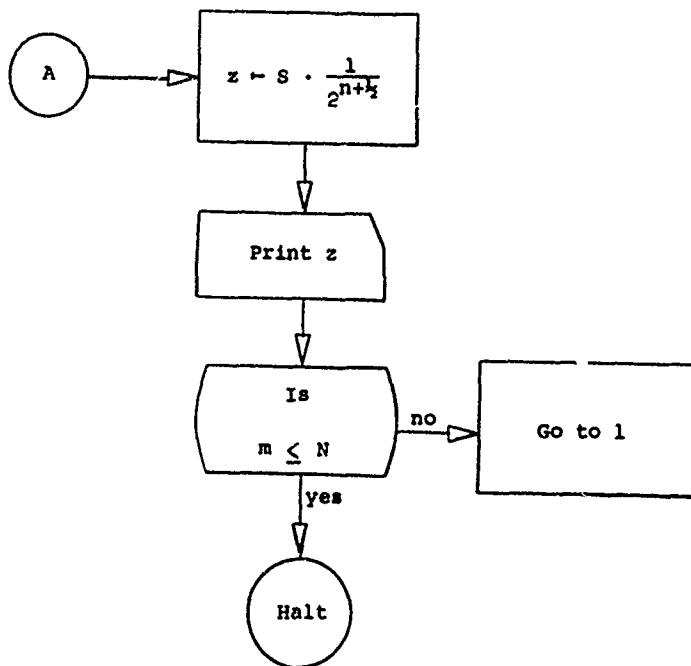 A
z ← S · 1/2^{n+½}
Print z
Is
m ≤ N
no
Go to 1
yes
Halt